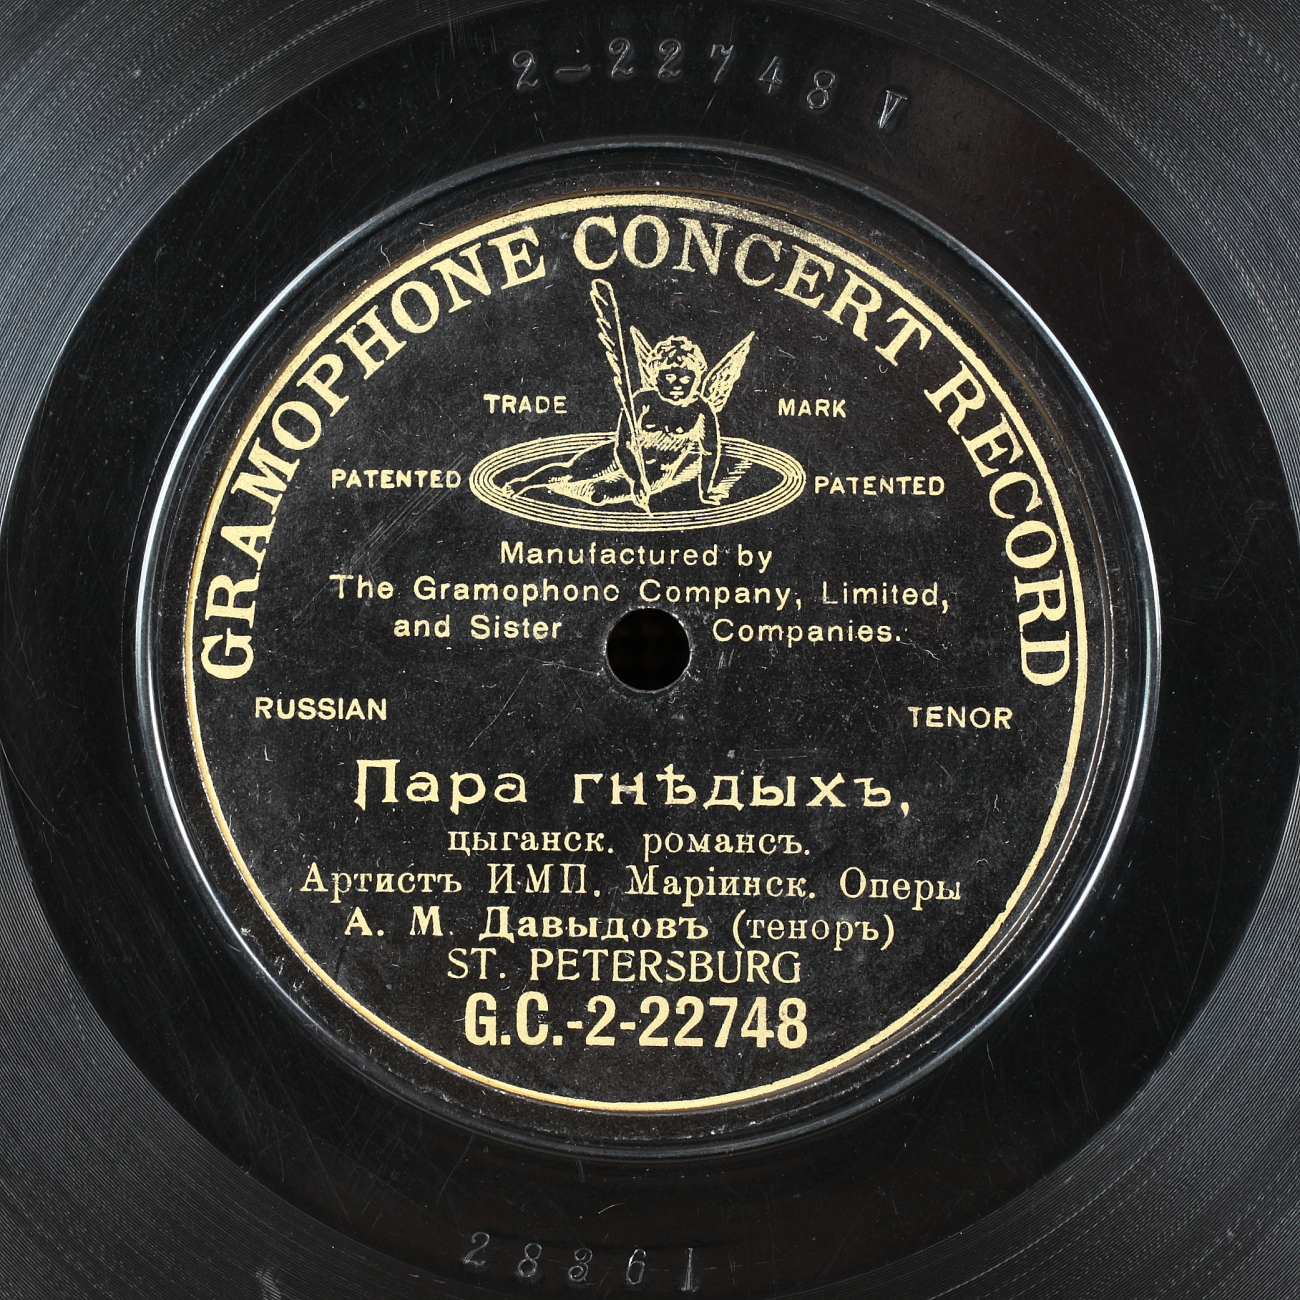 2-22748 V
GRAMOPHONE CONCERT RECORD
TRADE MARK
PATENTED PATENTED
Manufactured by
The Gramophone Company, Limited,
and Sister Companies.
RUSSIAN TENOR
Пара гнѣдыхъ,
цыганск. романсъ.
Артистъ ИМП. Маріинск. Оперы
А. М. Давыдовъ (теноръ)
ST. PETERSBURG
G.C.-2-22748
28861